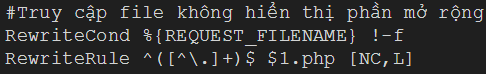 #Truy cập file không hiển thị phần mở rộng
RewriteCond %{REQUEST_FILENAME} !-f
RewriteRule ^([^\.]+)$ $1.php [NC,L]